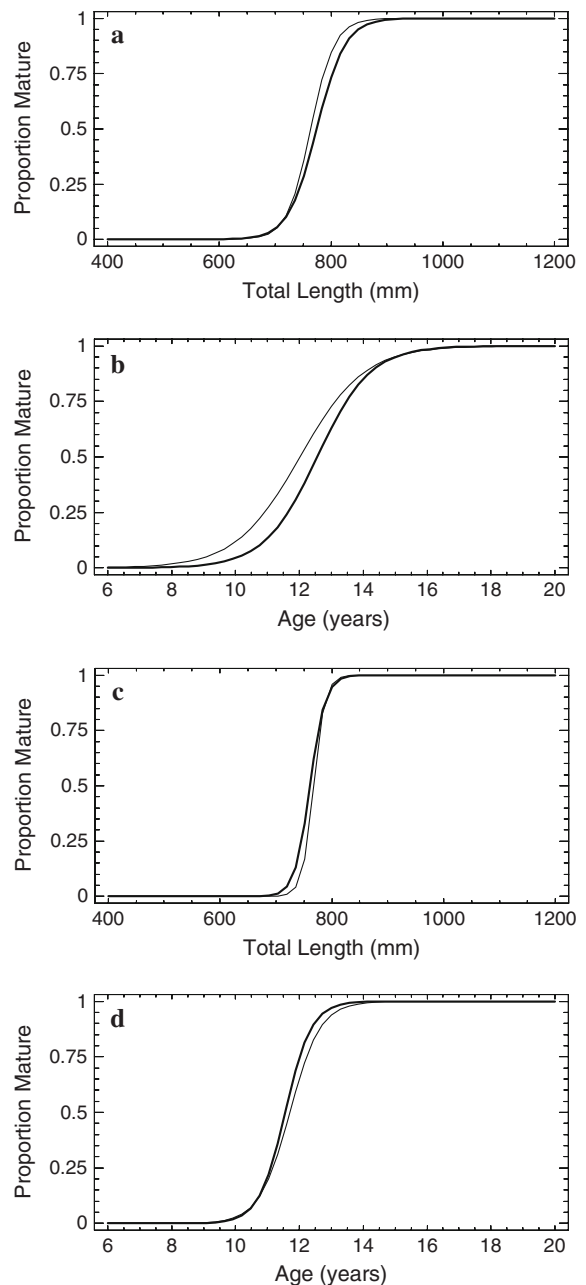 a
Proportion Mature
1
0.75
0.5
0.25
0
400 600 800 1000 1200
Total Length (mm)
b
Proportion Mature
1
0.75
0.5
0.25
0
6 8 10 12 14 16 18 20
Age (years)
c
Proportion Mature
1
0.75
0.5
0.25
0
400 600 800 1000 1200
Total Length (mm)
d
Proportion Mature
1
0.75
0.5
0.25
0
6 8 10 12 14 16 18 20
Age (years)